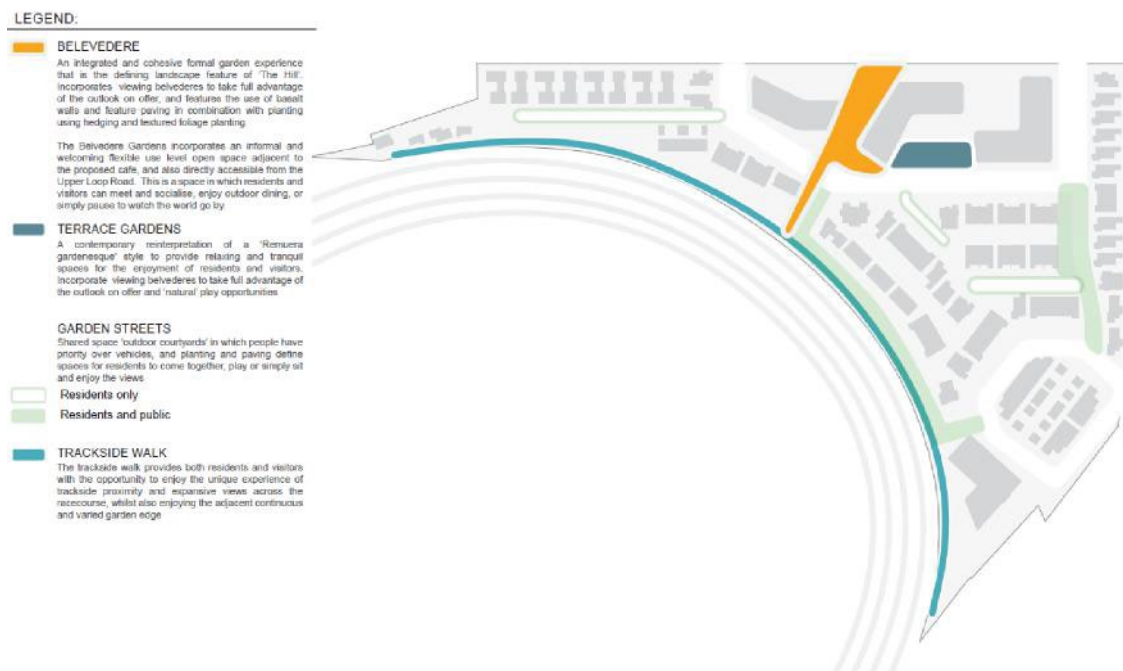 LEGEND:
BELEVEDERE
An integrated and cohesive formal garden experience
that is the defining landscape feature of 'The Hill'.
Incorporates viewing belvederes to take full advantage
of the outlook on offer, and features the use of basalt
walls and feature paving in combination with planting
using hedging and textured foliage planting
The Belvedere Gardens incorporates an informal and
welcoming flexible use level open space adjacent to
the proposed cafe, and also directly accessible from the
Upper Loop Road. This is a space in which residents and
visitors can meet and socialise, enjoy outdoor dining, or
simply pause to watch the world go by
TERRACE GARDENS
A contemporary reinterpretation of a 'Remuera
gardenesque' style to provide relaxing and tranquil
spaces for the enjoyment of residents and visitors.
Incorporate viewing belvederes to take full advantage of
the outlook on offer and 'natural' play opportunities
GARDEN STREETS
Shared space 'outdoor courtyards' in which people have
priority over vehicles, and planting and paving define
spaces for residents to come together, play or simply sit
and enjoy the views
Residents only
Residents and public
TRACKSIDE WALK
The trackside walk provides both residents and visitors
with the opportunity to enjoy the unique experience of
trackside proximity and expansive views across the
racecourse, whilst also enjoying the adjacent continuous
and varied garden edge